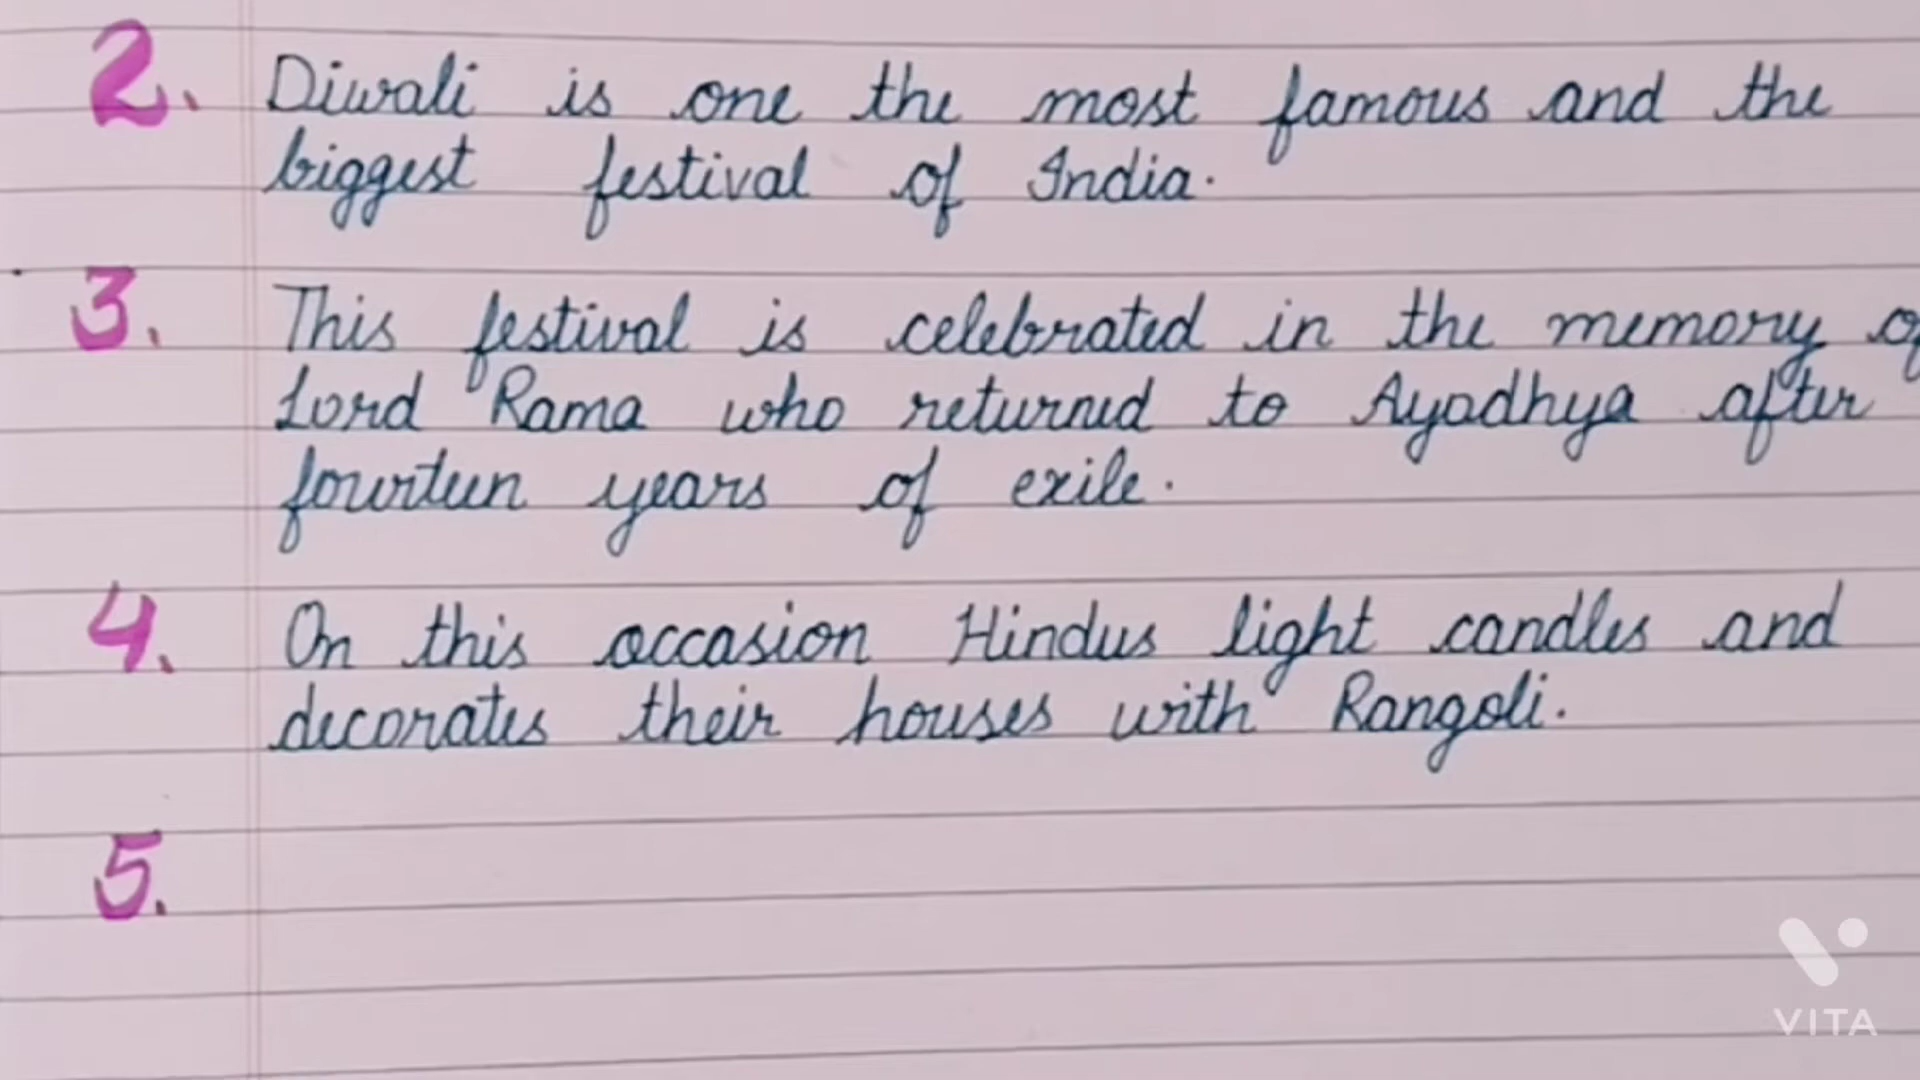 2. Diwali is one the most famous and the
biggest festival of India.
3. This festival is celebrated in the memory of
Lord Rama who returned to Ayodhya after
fourteen years of exile.
4. On this occasion Hindus light candles and
decorates their houses with Rangoli.
5.
VITA